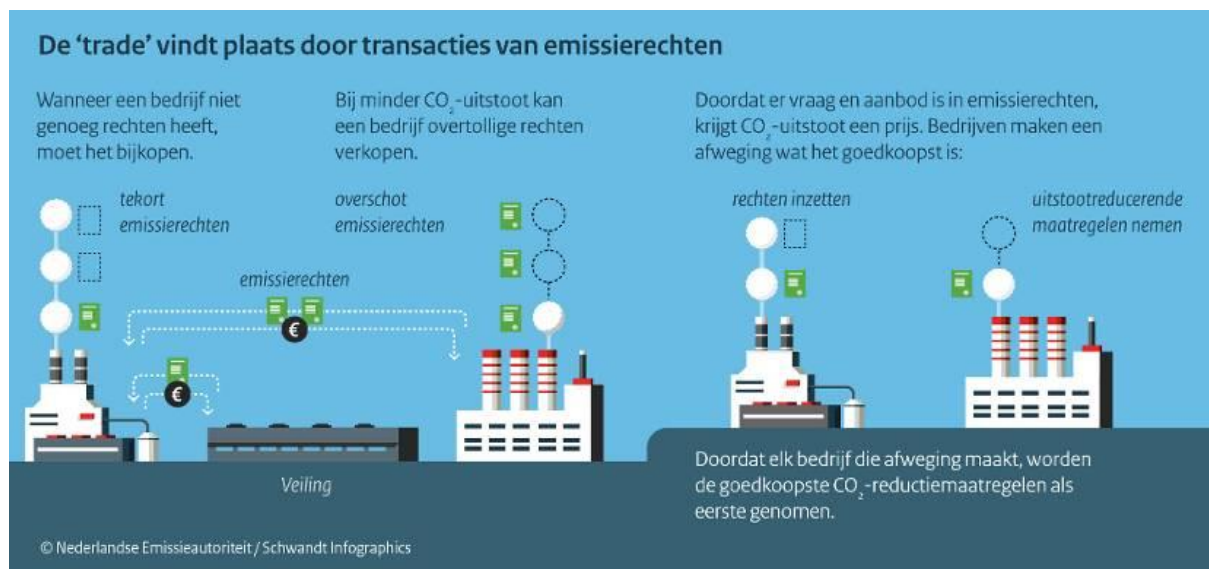 De ‘trade’ vindt plaats door transacties van emissierechten
Wanneer een bedrijf niet
genoeg rechten heeft,
moet het bijkopen.
Bij minder CO₂-uitstoot kan
een bedrijf overtollige rechten
verkopen.
Doordat er vraag en aanbod is in emissierechten,
krijgt CO₂-uitstoot een prijs. Bedrijven maken een
afweging wat het goedkoopst is:
tekort
emissierechten
overschot
emissierechten
rechten inzetten
uitstootreducerende
maatregelen nemen
emissierechten
€
€
Veiling
Doordat elk bedrijf die afweging maakt, worden
de goedkoopste CO₂-reductiemaatregelen als
eerste genomen.
© Nederlandse Emissieautoriteit / Schwandt Infographics